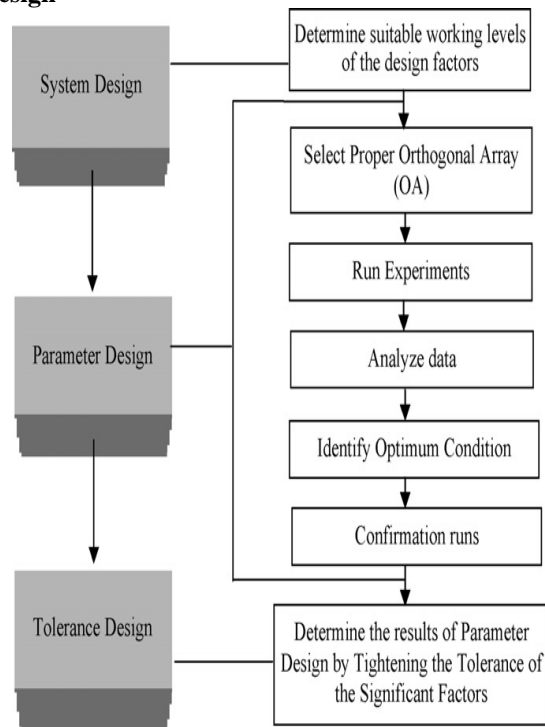 System Design
Determine suitable working levels
of the design factors
Select Proper Orthogonal Array
(OA)
Run Experiments
Parameter Design
Analyze data
Identify Optimum Condition
Confirmation runs
Tolerance Design
Determine the results of Parameter
Design by Tightening the Tolerance of
the Significant Factors